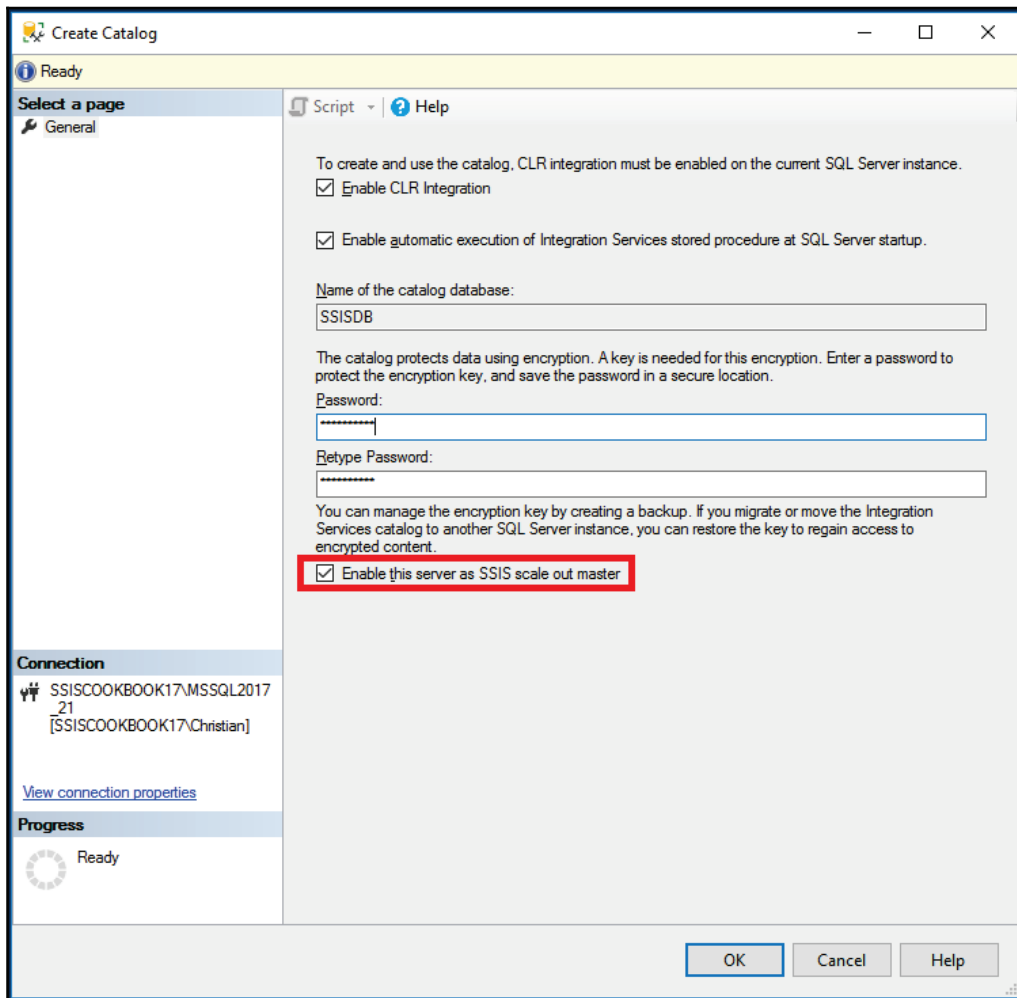 Create Catalog
Ready
Select a page
General
Script
Help
To create and use the catalog, CLR integration must be enabled on the current SQL Server instance.
Enable CLR Integration
Enable automatic execution of Integration Services stored procedure at SQL Server startup.
Name of the catalog database:
SSISDB
The catalog protects data using encryption. A key is needed for this encryption. Enter a password to
protect the encryption key, and save the password in a secure location.
Password:
**********
Retype Password:
**********
You can manage the encryption key by creating a backup. If you migrate or move the Integration
Services catalog to another SQL Server instance, you can restore the key to regain access to
encrypted content.
Enable this server as SSIS scale out master
Connection
SSISCOOKBOOK17\MSSQL2017
_21
[SSISCOOKBOOK17\Christian]
View connection properties
Progress
Ready
OK
Cancel
Help